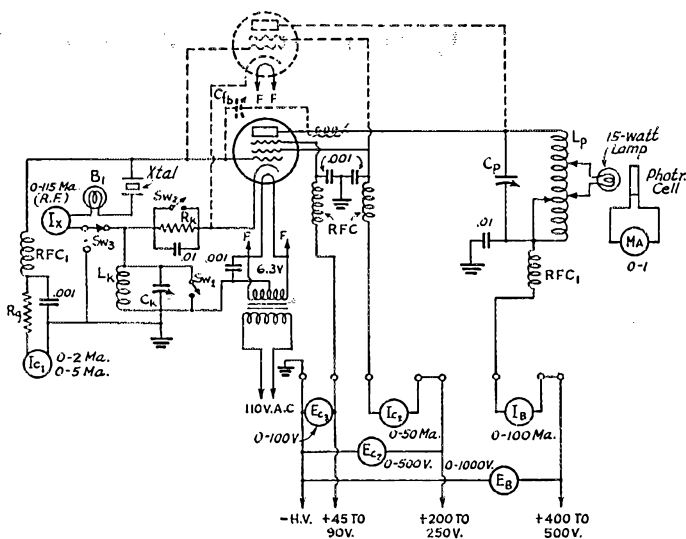 F F
Cfb
Lp
15-watt
Lamp
Xtal
B1
0-115 Ma.
(R.F)
Cp
Photr.
Cell
(.001)
Ix
Sw2
Rk
Sw3
RFC
.01
MA
0-1
.01
.001
F
F
RFC1
RFC1
Lk
6.3V
Sw1
.001
Ck
Rg
Ic1
0-2 Ma.
0-5 Ma.
110V.A.C
Ec3
Ic2
IB
0-100V.
0-50 Ma.
0-100 Ma.
Ec2
0-500V.
0-1000V.
EB
-H.V.
+45 TO
90V.
+200 TO
250V.
+400 TO
500V.